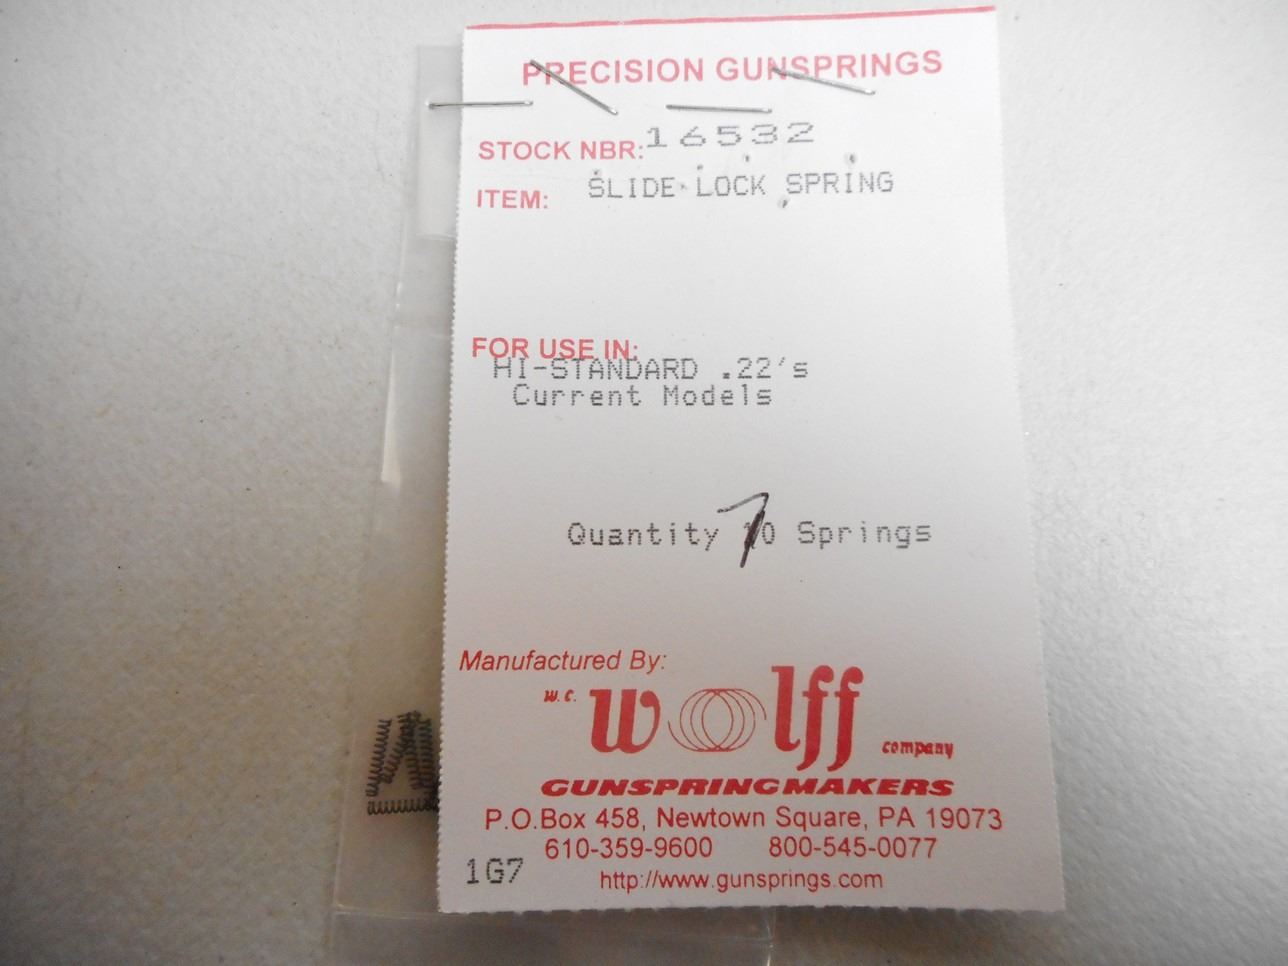 PRECISION GUNSPRINGS
STOCK NBR: 16532
ITEM: SLIDE LOCK SPRING
FOR USE IN:
HI-STANDARD .22's
Current Models
Quantity 7 Springs
Manufactured By:
W.C. Wolff company
GUNSPRINGMAKERS
P.O.Box 458, Newtown Square, PA 19073
610-359-9600 800-545-0077
1G7 http://www.gunsprings.com